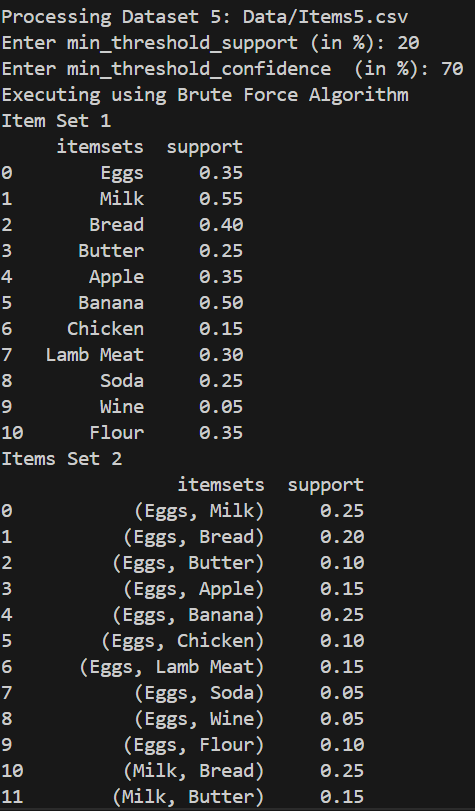 Processing Dataset 5: Data/Items5.csv
Enter min_threshold_support (in %): 20
Enter min_threshold_confidence  (in %): 70
Executing using Brute Force Algorithm
Item Set 1
     itemsets  support
0        Eggs     0.35
1        Milk     0.55
2       Bread     0.40
3      Butter     0.25
4       Apple     0.35
5      Banana     0.50
6     Chicken     0.15
7   Lamb Meat     0.30
8        Soda     0.25
9        Wine     0.05
10      Flour     0.35
Items Set 2
                itemsets  support
0           (Eggs, Milk)     0.25
1          (Eggs, Bread)     0.20
2         (Eggs, Butter)     0.10
3          (Eggs, Apple)     0.15
4         (Eggs, Banana)     0.25
5        (Eggs, Chicken)     0.10
6      (Eggs, Lamb Meat)     0.15
7           (Eggs, Soda)     0.05
8           (Eggs, Wine)     0.05
9          (Eggs, Flour)     0.10
10         (Milk, Bread)     0.25
11        (Milk, Butter)     0.15